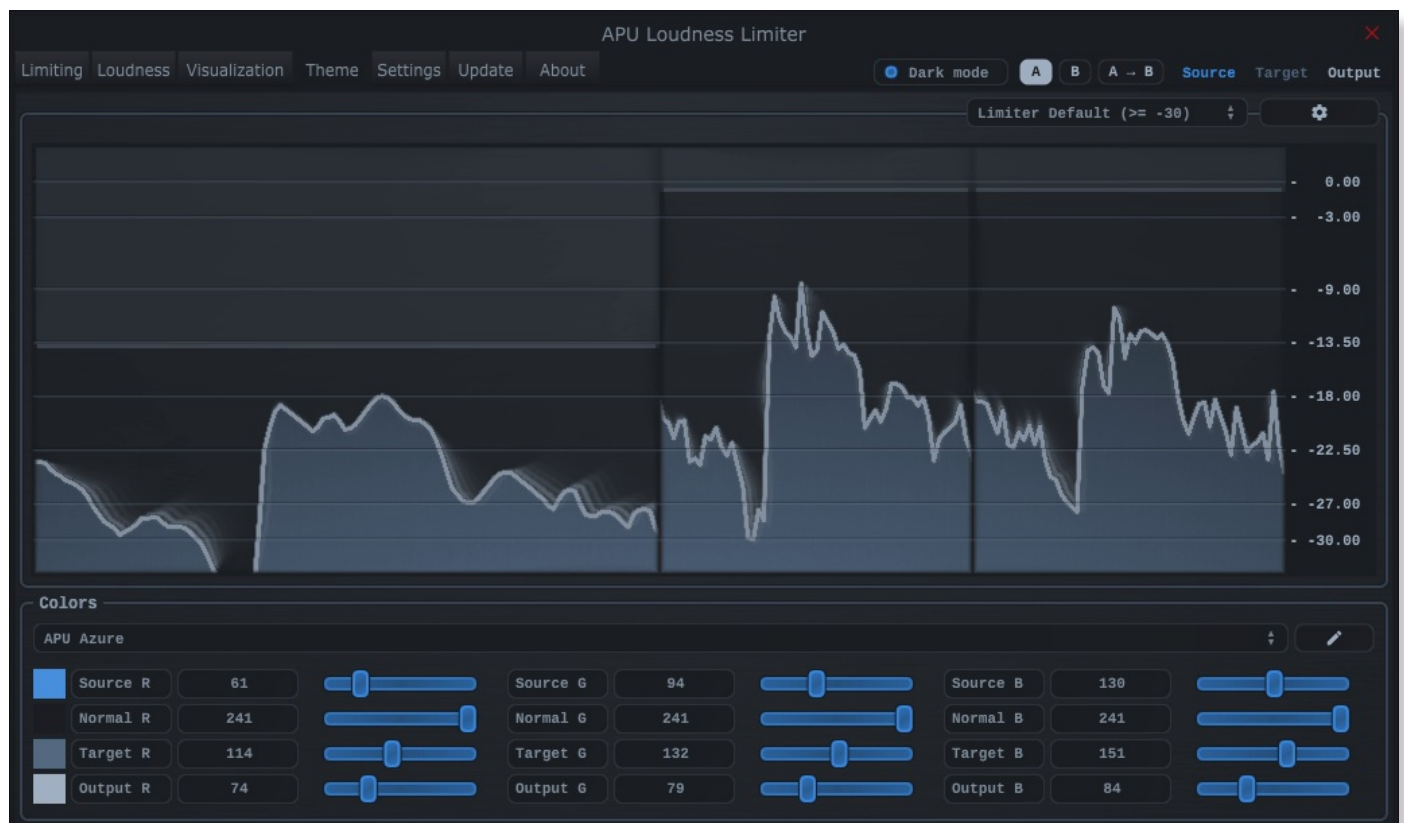 APU Loudness Limiter
Limiting Loudness Visualization Theme Settings Update About Dark mode A B A → B Source Target Output
Limiter Default (>= -30)
- 0.00
- -3.00
- -9.00
- -13.50
- -18.00
- -22.50
- -27.00
- -30.00
Colors
APU Azure
Source R 61 Source G 94 Source B 130
Normal R 241 Normal G 241 Normal B 241
Target R 114 Target G 132 Target B 151
Output R 74 Output G 79 Output B 84